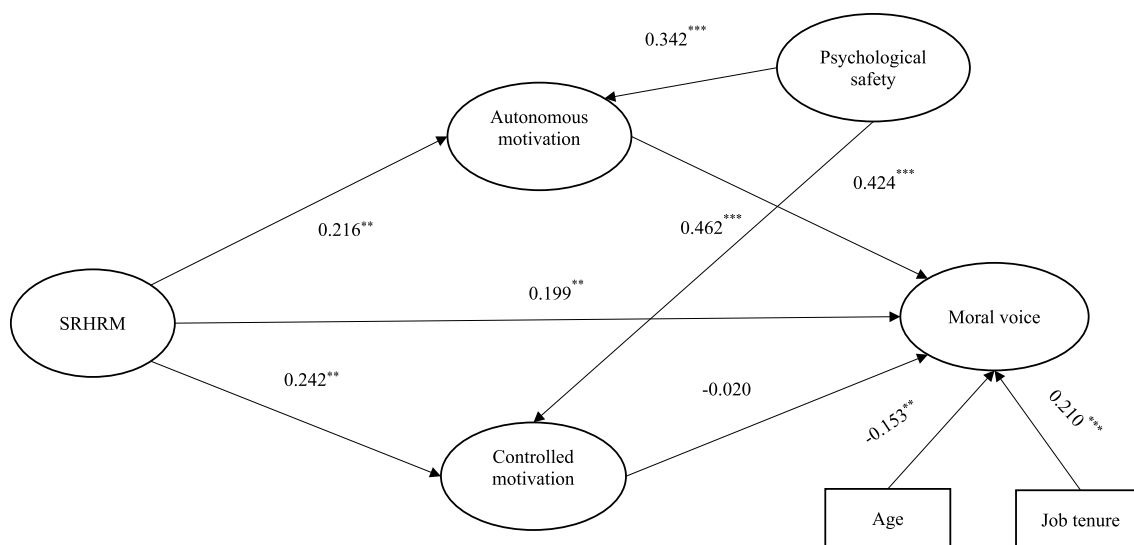 0.342***
Psychological
safety
Autonomous
motivation
0.424***
0.216**
0.462***
0.199**
SRHRM
Moral voice
0.242**
-0.020
Controlled
motivation
-0.153**
0.210 ***
Age
Job tenure